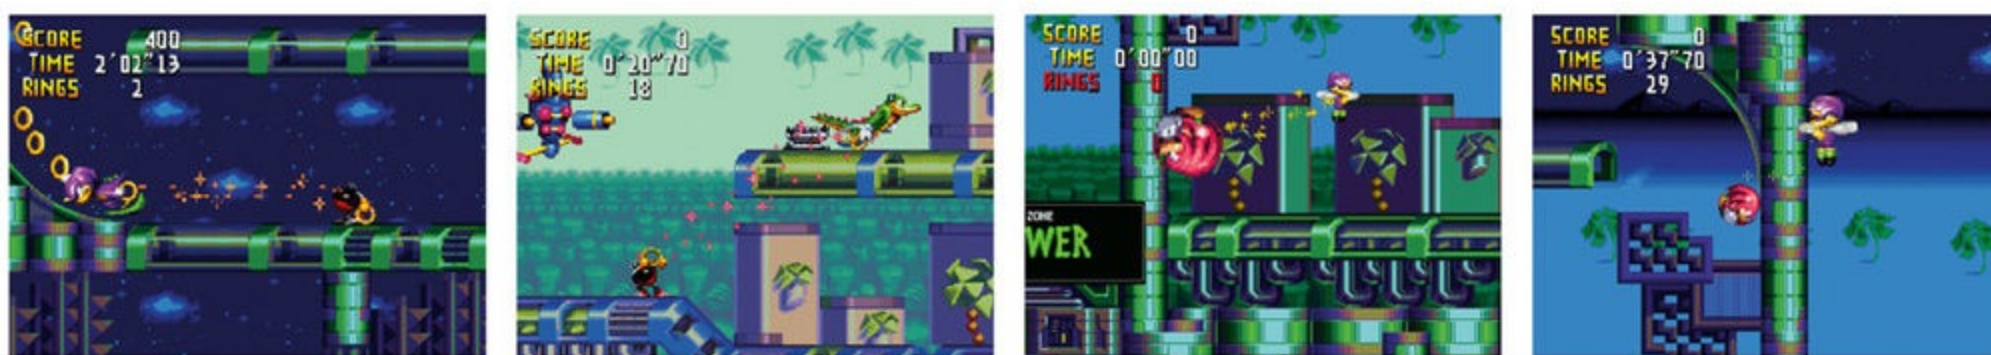 SCORE 400
TIME 2'02"13
RINGS 2
SCORE 0
TIME 0'20"70
RINGS 18
SCORE 0
TIME 0'00"00
RINGS 0
ZONE
WER
SCORE 0
TIME 0'37"70
RINGS 29